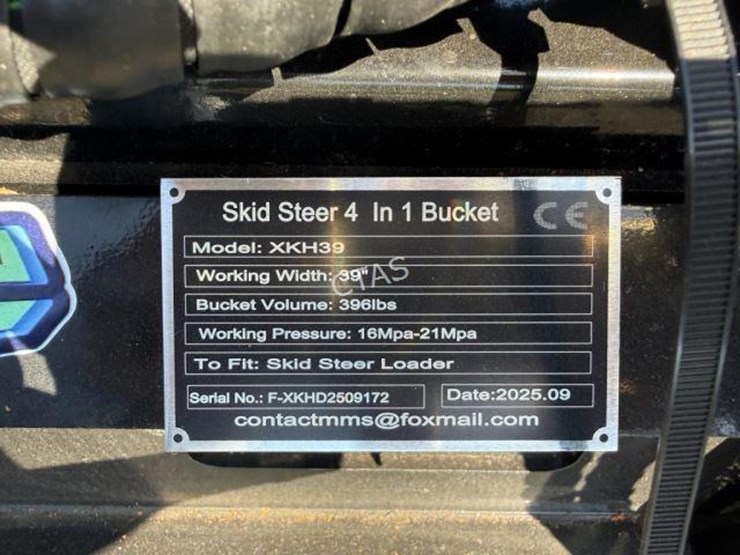 Skid Steer 4 In 1 Bucket CE
Model: XKH39
Working Width: 39"
CTAS
Bucket Volume: 396lbs
Working Pressure: 16Mpa-21Mpa
To Fit: Skid Steer Loader
Serial No.: F-XKHD2509172 Date:2025.09
contactmms@foxmail.com